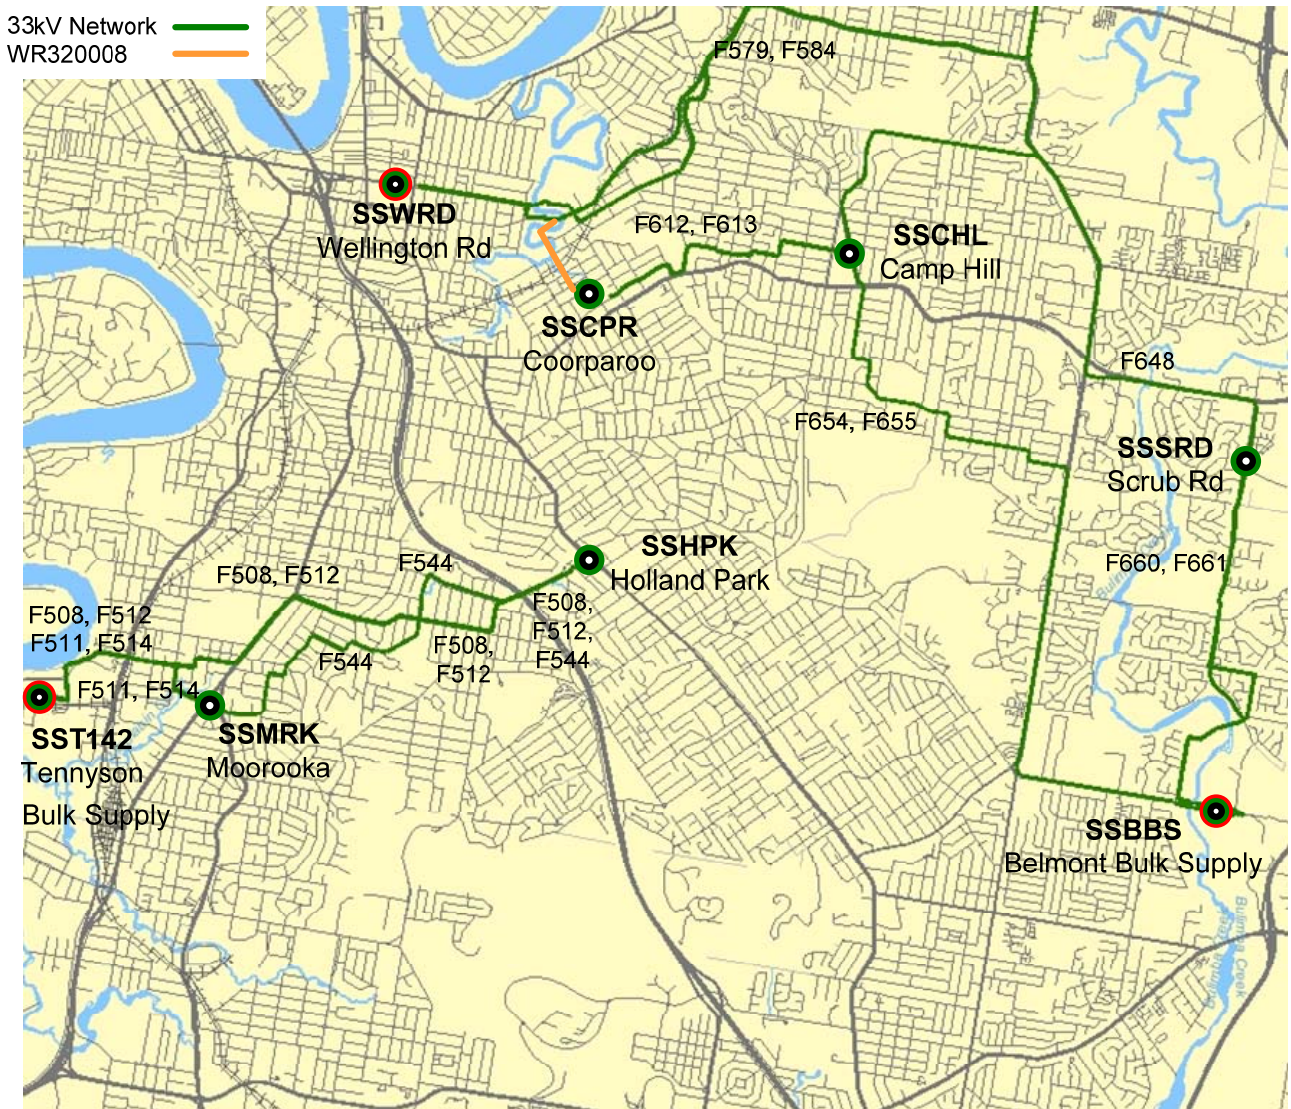 33kV Network
WR320008
F579, F584
SSWRD
Wellington Rd
F612, F613
SSCHL
Camp Hill
SSCPR
Coorparoo
F648
F654, F655
SSSRD
Scrub Rd
SSHPK
Holland Park
F660, F661
F544
F508, F512
F508,
F512,
F544
F508, F512
F511, F514
F508,
F512
F544
F511, F514
SSMRK
Moorooka
SST142
Tennyson
Bulk Supply
SSBBS
Belmont Bulk Supply
Bulimba Creek